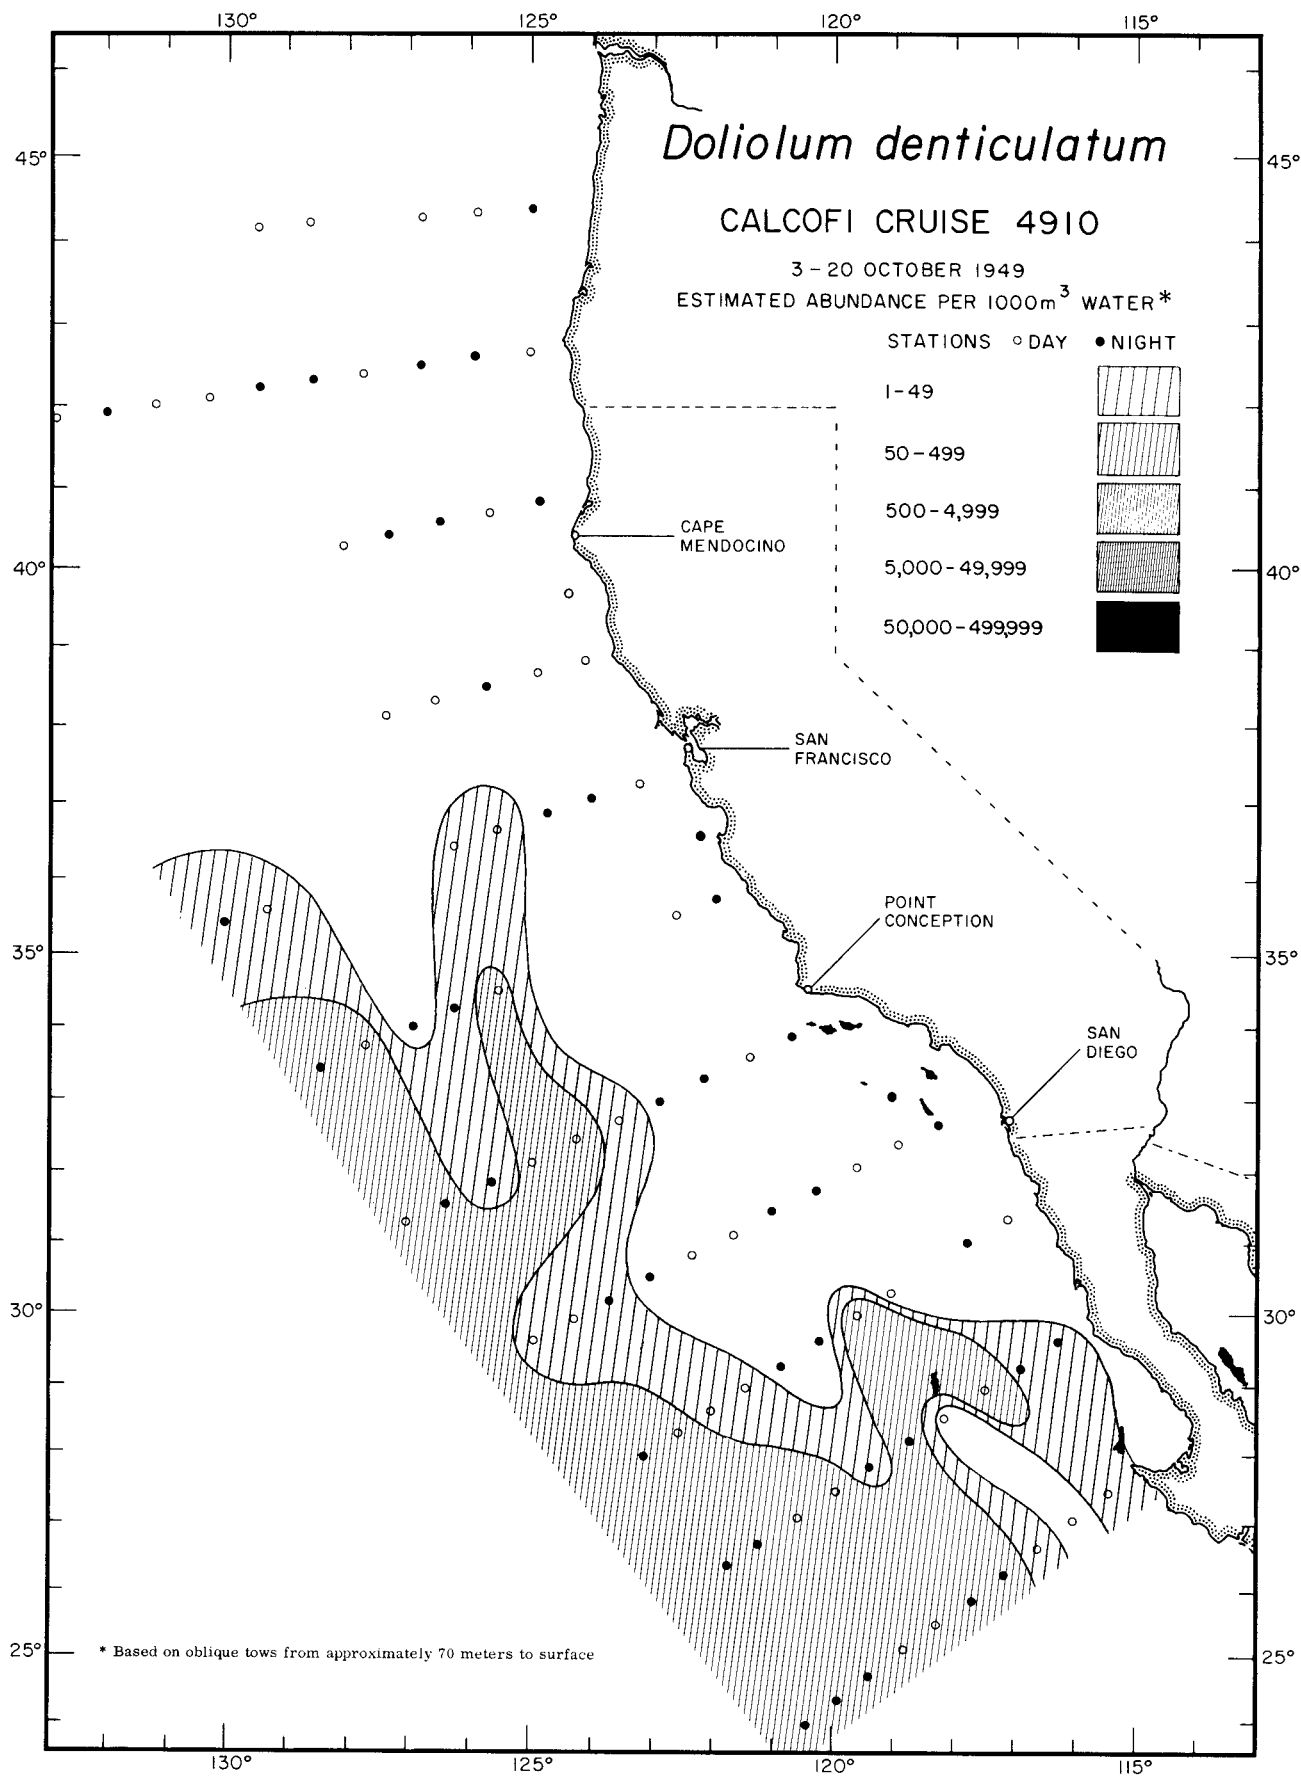 130° 125° 120° 115°
45° 45°
Doliolum denticulatum
CALCOFI CRUISE 4910
3-20 OCTOBER 1949
ESTIMATED ABUNDANCE PER 1000m³ WATER*
STATIONS ○ DAY ● NIGHT
1-49
50-499
500-4,999
5,000-49,999
50,000-499,999
CAPE
MENDOCINO
40° 40°
SAN
FRANCISCO
POINT
CONCEPTION
35° 35°
SAN
DIEGO
30° 30°
25° 25°
* Based on oblique tows from approximately 70 meters to surface
130° 125° 120° 115°